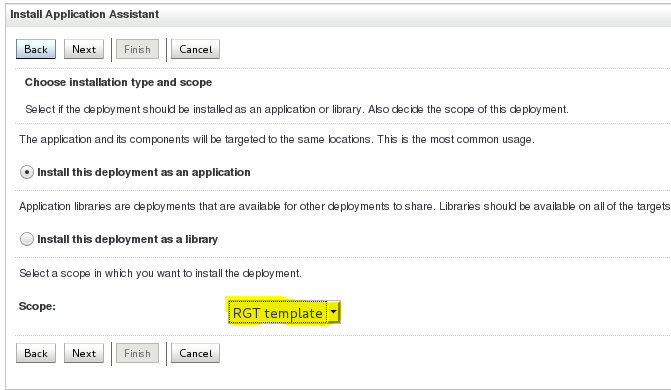 Install Application Assistant
Back Next Finish Cancel
Choose installation type and scope
Select if the deployment should be installed as an application or library. Also decide the scope of this deployment.
The application and its components will be targeted to the same locations. This is the most common usage.
Install this deployment as an application
Application libraries are deployments that are available for other deployments to share. Libraries should be available on all of the targets
Install this deployment as a library
Select a scope in which you want to install the deployment.
Scope: RGT template
Back Next Finish Cancel